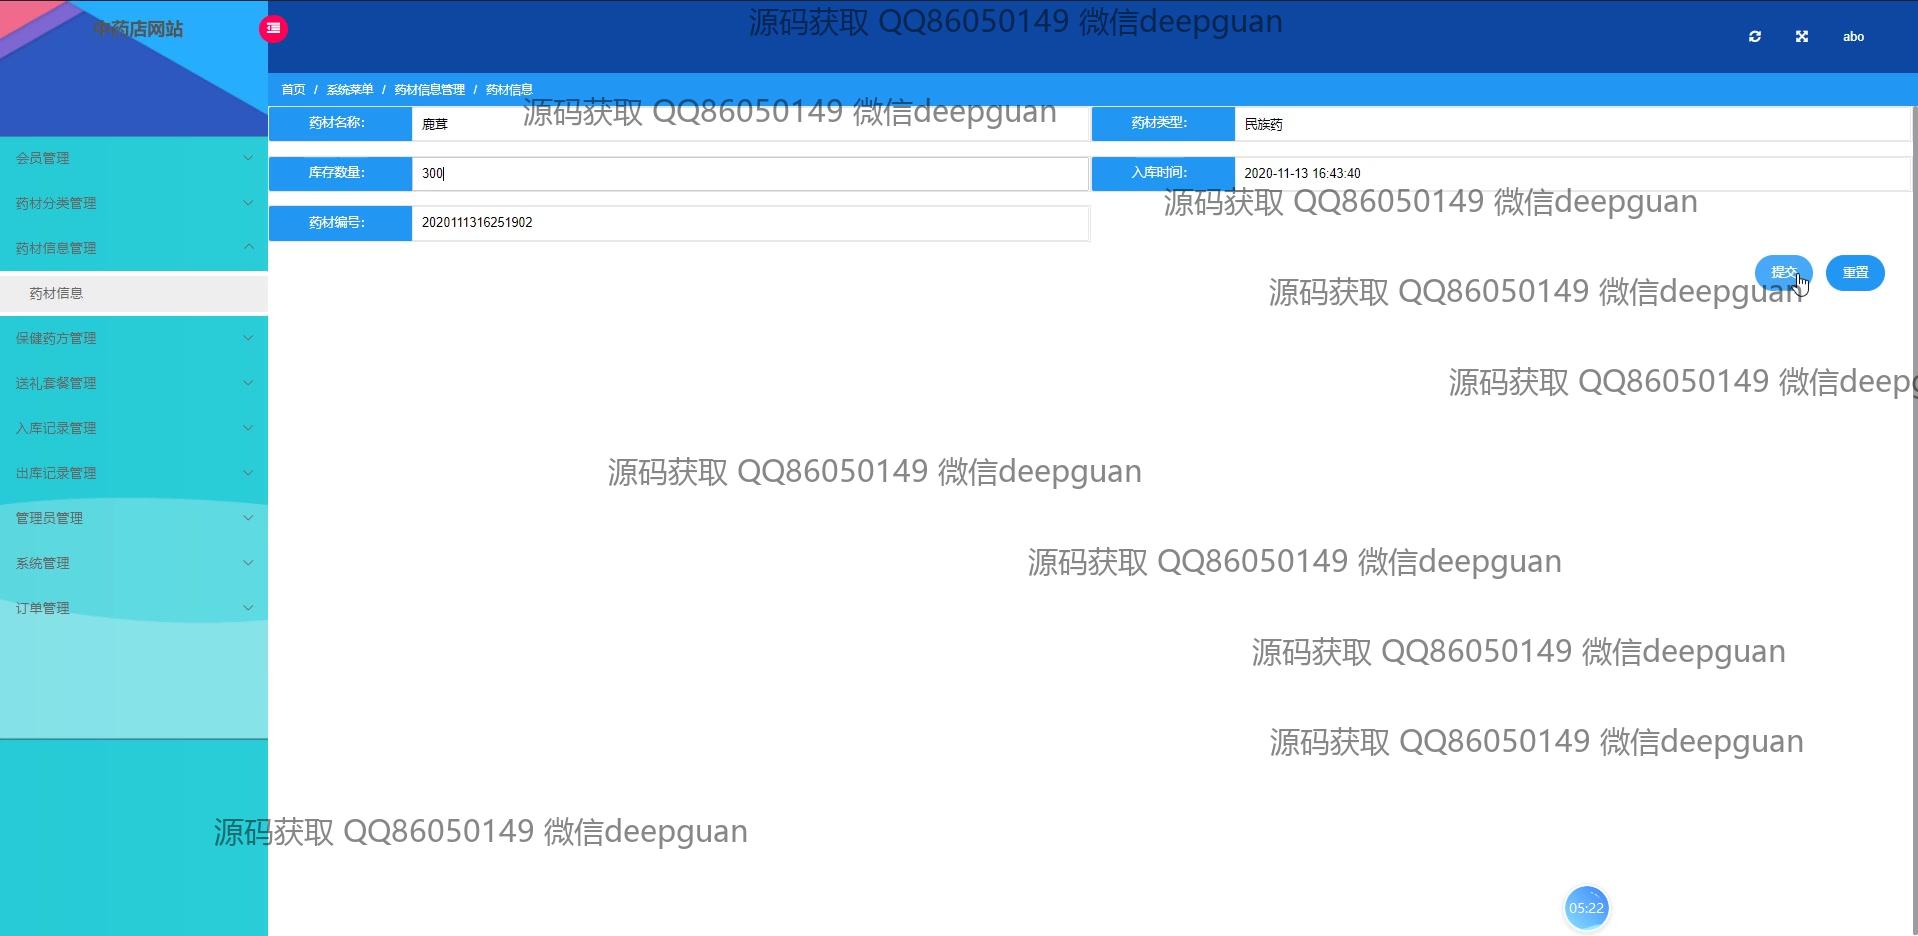 中药店网站
源码获取 QQ86050149 微信deepguan
abo
首页 / 系统菜单 / 药材信息管理 / 药材信息
源码获取 QQ86050149 微信deepguan
药材名称: 鹿茸 药材类型: 民族药
库存数量: 300 入库时间: 2020-11-13 16:43:40
源码获取 QQ86050149 微信deepguan
药材编号: 2020111316251902
提交 重置
源码获取 QQ86050149 微信deepguan
会员管理
药材分类管理
药材信息管理
药材信息
保健药方管理
送礼套餐管理
入库记录管理
出库记录管理
管理员管理
系统管理
订单管理
源码获取 QQ86050149 微信deepg
源码获取 QQ86050149 微信deepguan
源码获取 QQ86050149 微信deepguan
源码获取 QQ86050149 微信deepguan
源码获取 QQ86050149 微信deepguan
源码获取 QQ86050149 微信deepguan
05:22